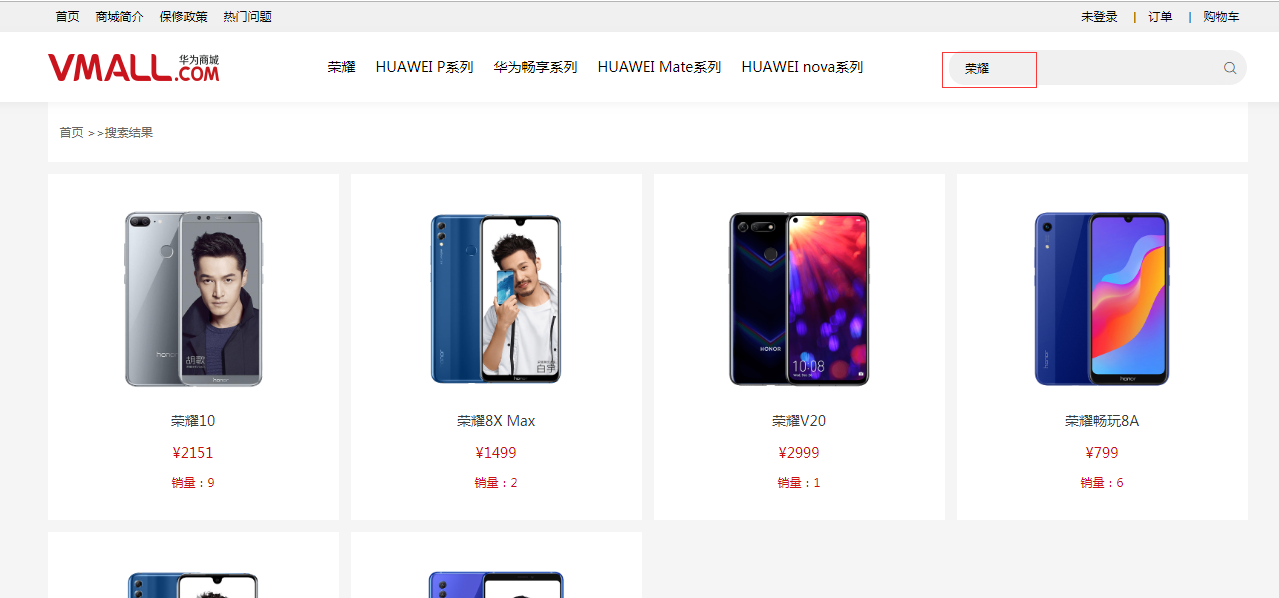 首页 商城简介 保修政策 热门问题 未登录 | 订单 | 购物车
VMALL.COM 华为商城
荣耀 HUAWEI P系列 华为畅享系列 HUAWEI Mate系列 HUAWEI nova系列 荣耀
首页 >>搜索结果
honor
胡歌
honor
honor
白宇
honor
HONOR
10:08
honor
honor
荣耀10 荣耀8X Max 荣耀V20 荣耀畅玩8A
¥2151 ¥1499 ¥2999 ¥799
销量：9 销量：2 销量：1 销量：6